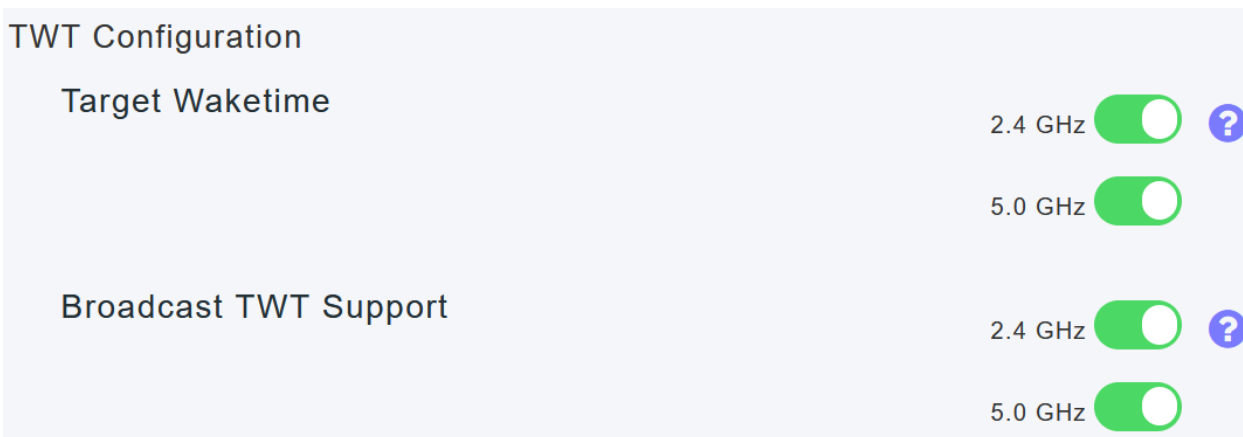 TWT Configuration
Target Waketime
2.4 GHz
?
5.0 GHz
Broadcast TWT Support
2.4 GHz
?
5.0 GHz